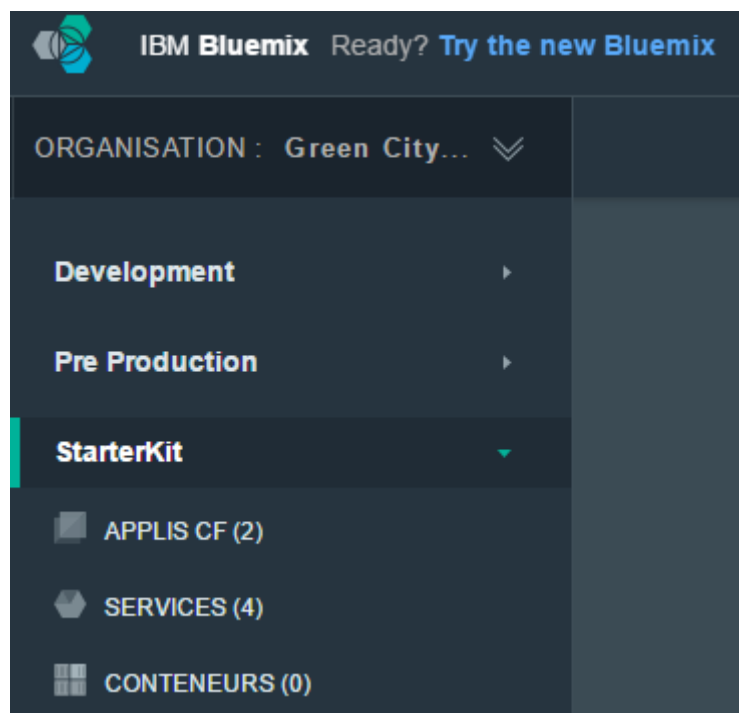 IBM Bluemix Ready? Try the new Bluemix
ORGANISATION : Green City...
Development
Pre Production
StarterKit
APPLIS CF (2)
SERVICES (4)
CONTENEURS (0)